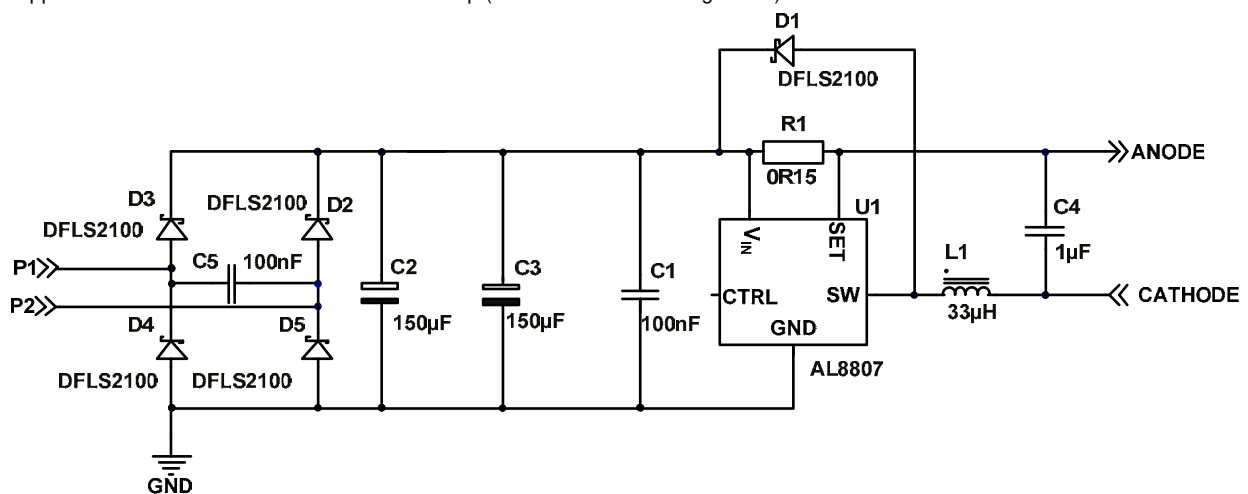 D1
DFLS2100
R1
0R15
ANODE
D3
DFLS2100
DFLS2100 D2
U1
VIN
SET
C4
1µF
P1
C5 100nF
C2
150µF
C3
150µF
C1
100nF
L1
33µH
P2
CTRL
SW
CATHODE
GND
D4
D5
DFLS2100
DFLS2100
AL8807
GND